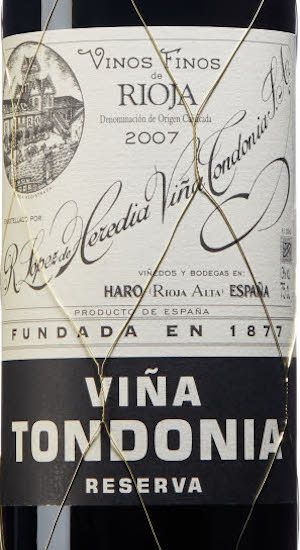 VINOS FINOS
de
RIOJA
Denominación de Origen Calificada
2007
EMBOTELLADO POR:
R. Lopez de Heredia Viña Tondonia, S.A.
VIÑEDOS Y BODEGAS EN:
HARO (RIOJA ALTA) ESPAÑA
PRODUCTO DE ESPAÑA
FUNDADA EN 1877
VIÑA
TONDONIA
RESERVA